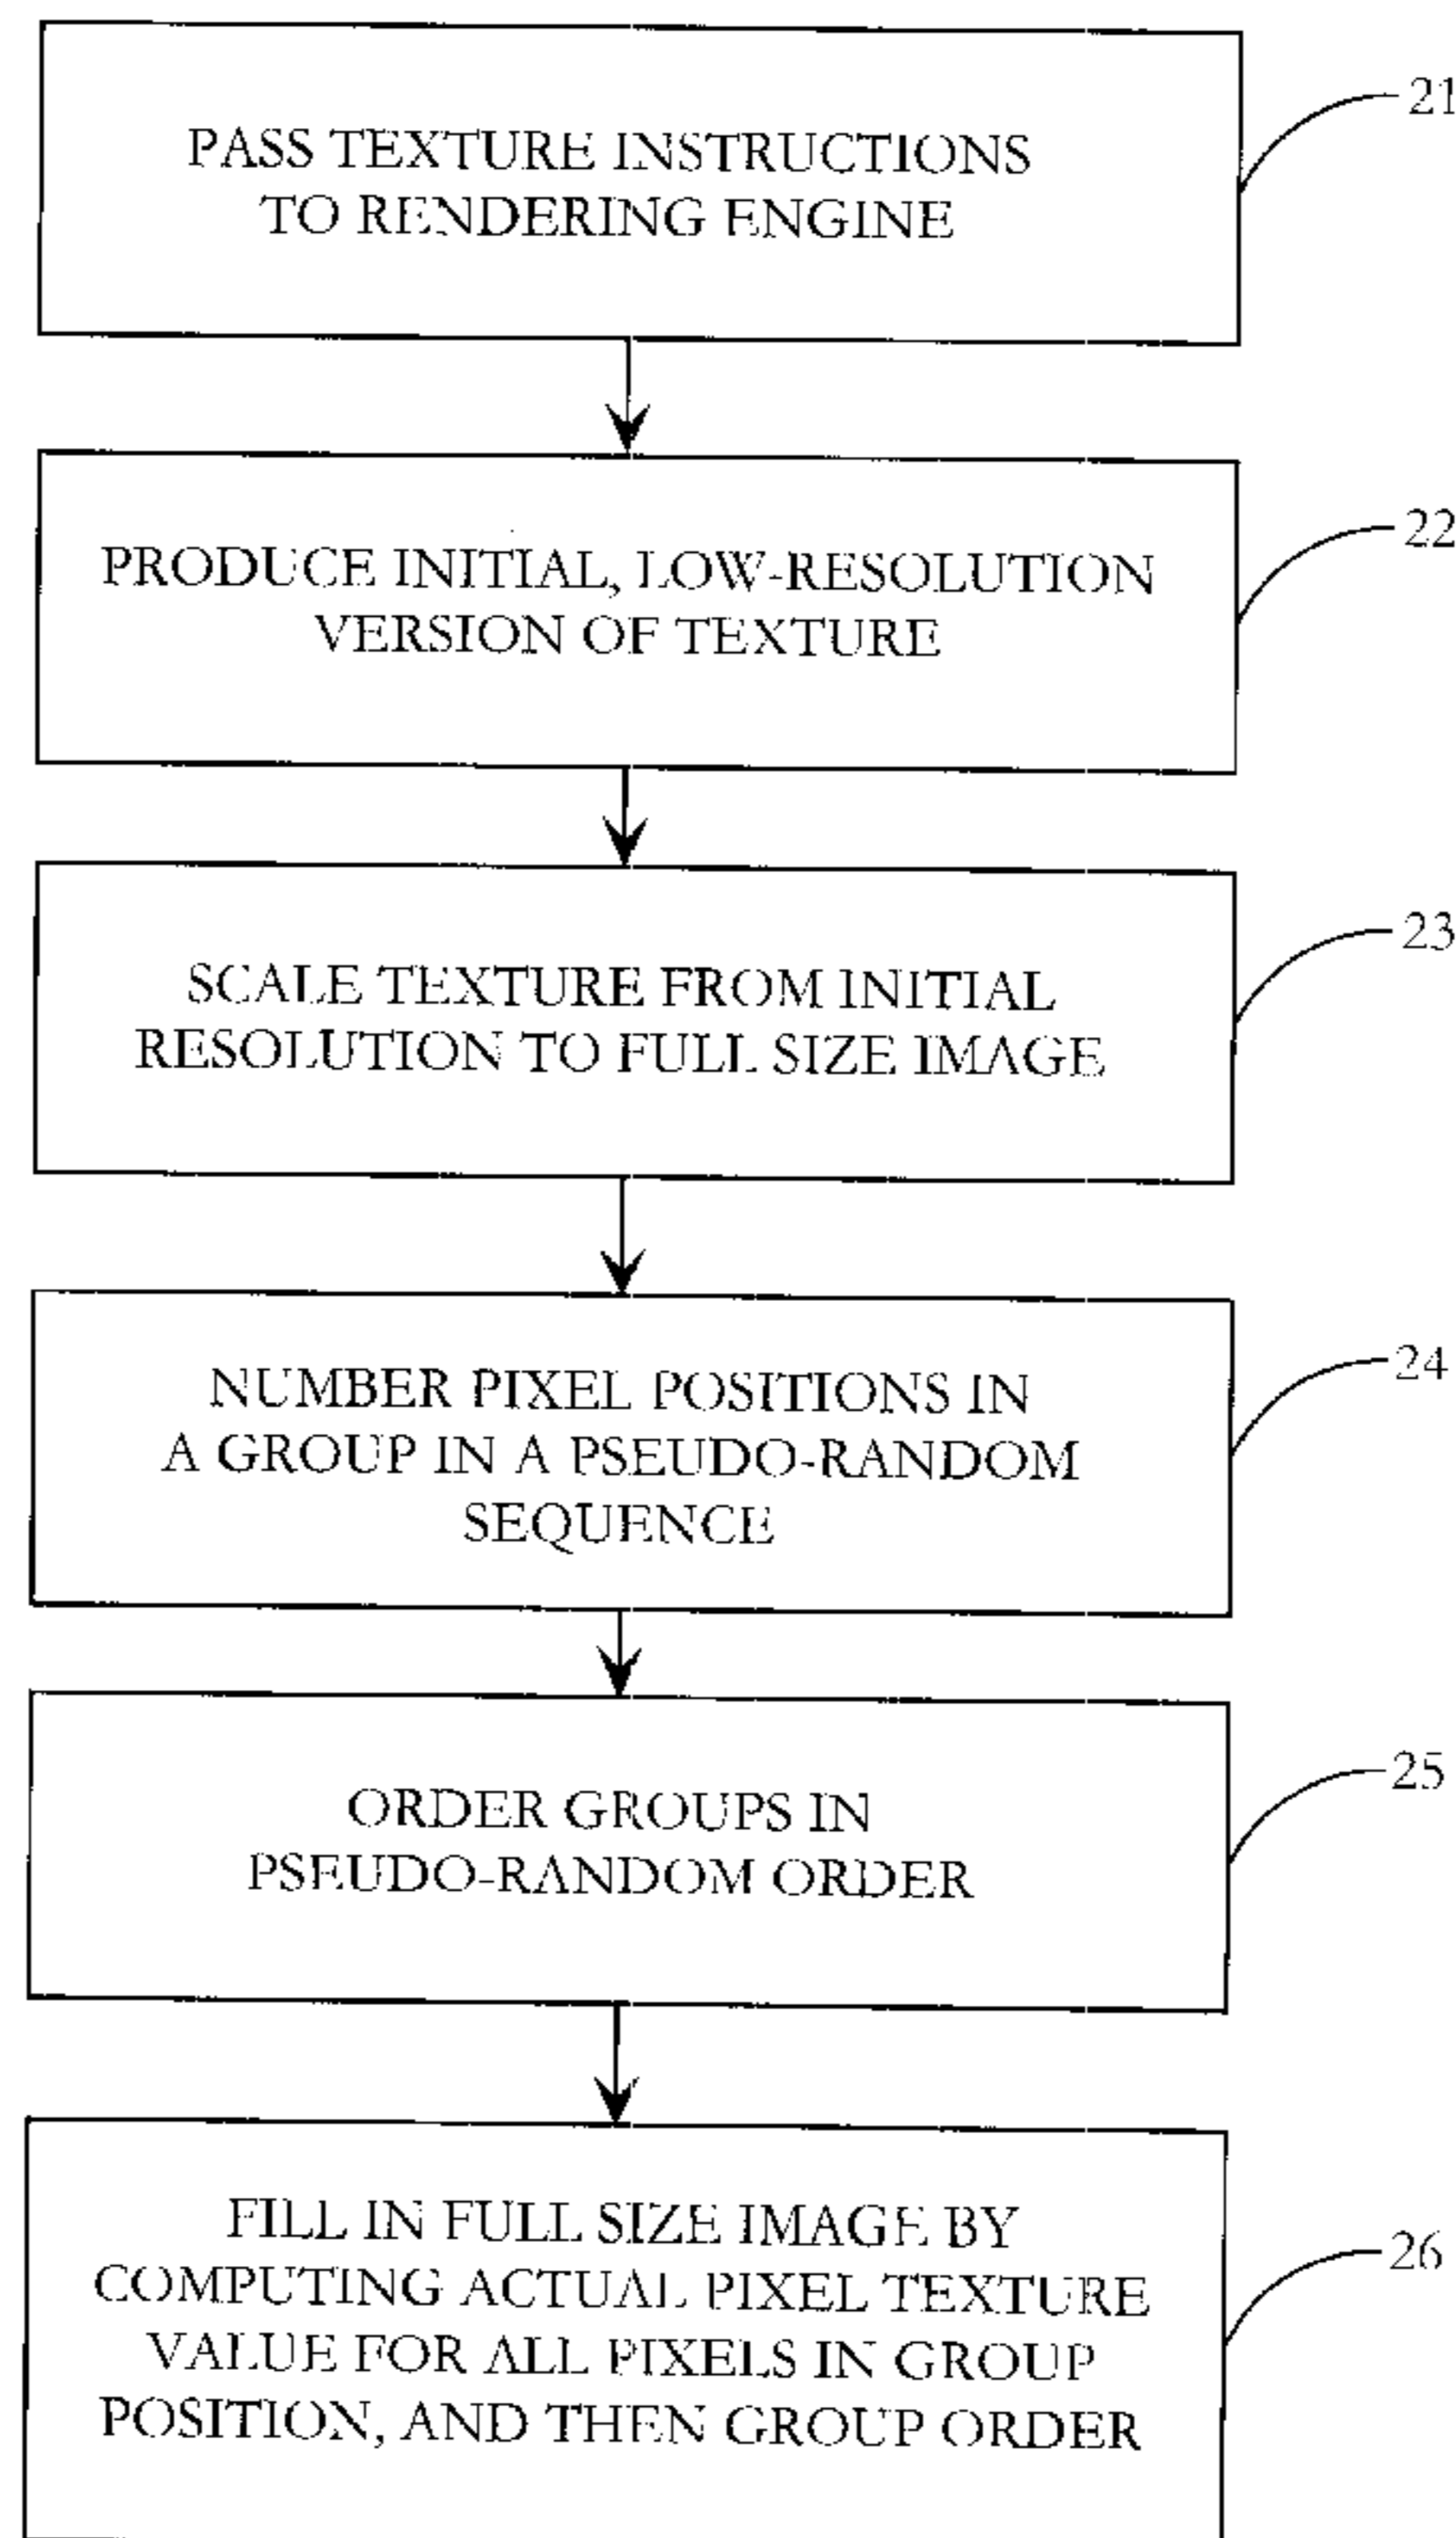 PASS TEXTURE INSTRUCTIONS
TO RENDERING ENGINE
21
PRODUCE INITIAL, LOW-RESOLUTION
VERSION OF TEXTURE
22
SCALE TEXTURE FROM INITIAL
RESOLUTION TO FULL SIZE IMAGE
23
NUMBER PIXEL POSITIONS IN
A GROUP IN A PSEUDO-RANDOM
SEQUENCE
24
ORDER GROUPS IN
PSEUDO-RANDOM ORDER
25
FILL IN FULL SIZE IMAGE BY
COMPUTING ACTUAL PIXEL TEXTURE
VALUE FOR ALL PIXELS IN GROUP
POSITION, AND THEN GROUP ORDER
26